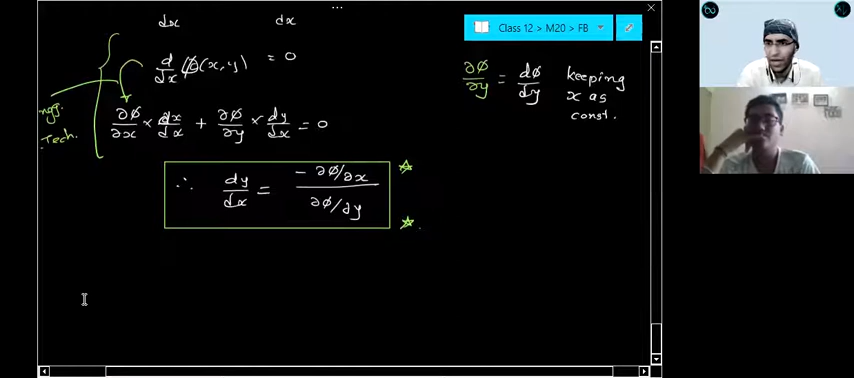 dx dx
...
Class 12 > M20 > FB
d/dx ϕ(x,y) = 0
∂ϕ/∂x × dx/dx + ∂ϕ/∂y × dy/dx = 0
Tech.
∴ dy/dx = -∂ϕ/∂x / ∂ϕ/∂y
∂ϕ/∂y = dϕ/dy keeping
x as
const.